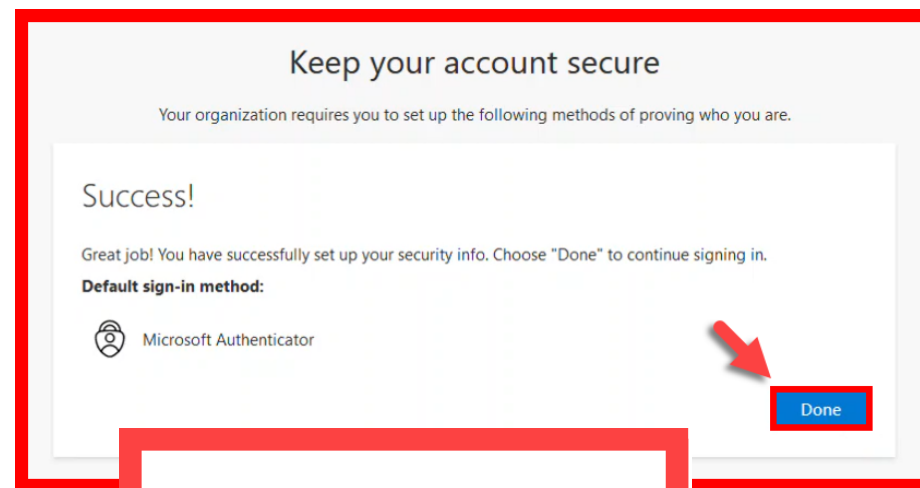 Keep your account secure
Your organization requires you to set up the following methods of proving who you are.
Success!
Great job! You have successfully set up your security info. Choose "Done" to continue signing in.
Default sign-in method:
Microsoft Authenticator
Done